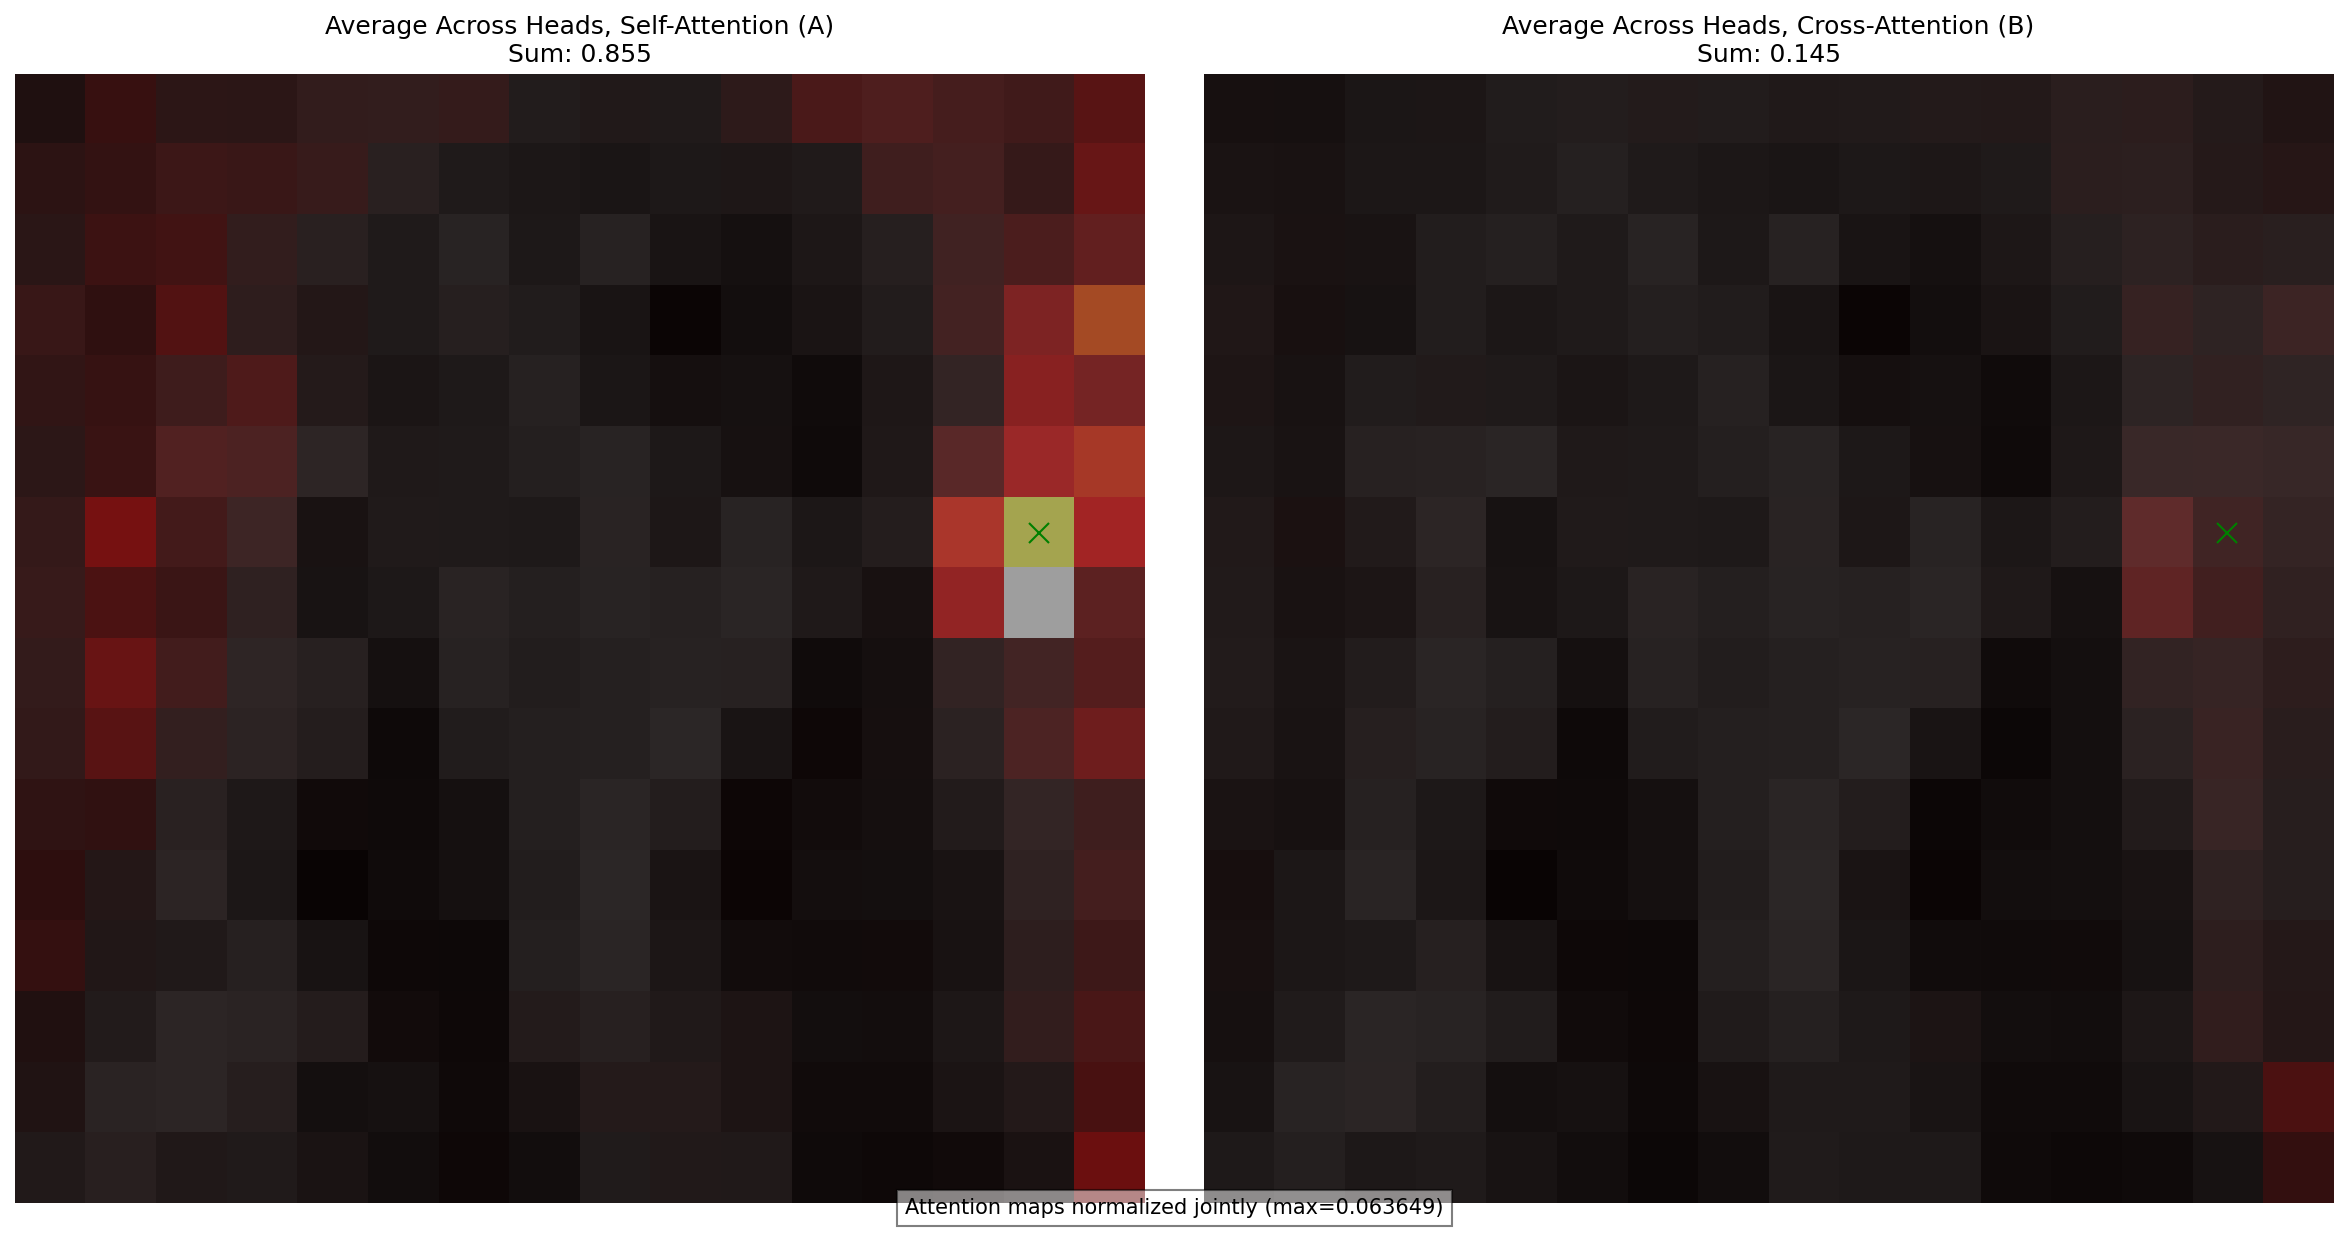 Average Across Heads, Self-Attention (A)
Sum: 0.855
Average Across Heads, Cross-Attention (B)
Sum: 0.145
Attention maps normalized jointly (max=0.063649)